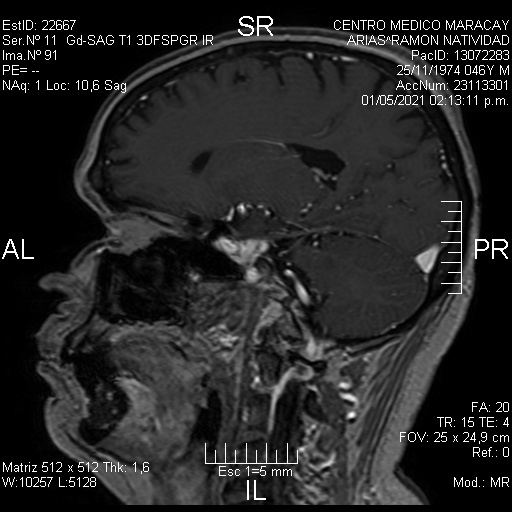 EstID: 22667
Ser.Nº 11 Gd-SAG T1 3DFSPGR IR
Ima.Nº 91
PE= --
NAq: 1 Loc: 10,6 Sag
SR
CENTRO MEDICO MARACAY
ARIAS^RAMON NATIVIDAD
PacID: 13072283
25/11/1974 046Y M
AccNum: 23113301
01/05/2021 02:13:11 p.m.
AL
PR
FA: 20
TR: 15 TE: 4
FOV: 25 x 24,9 cm
Ref.: 0
Matriz 512 x 512 Thk: 1,6
W:10257 L:5128
Esc 1=5 mm
IL
Mod.: MR